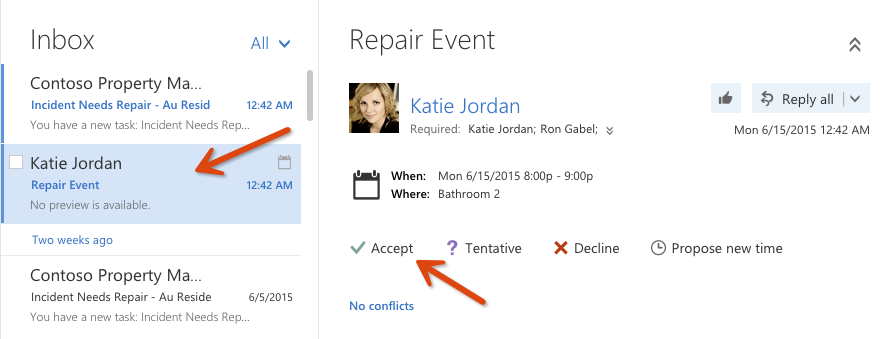 Inbox
All
Contoso Property Ma...
Incident Needs Repair - Au Resid
12:42 AM
You have a new task: Incident Needs Rep...
Katie Jordan
Repair Event
12:42 AM
No preview is available.
Two weeks ago
Contoso Property Ma...
Incident Needs Repair - Au Reside
6/5/2015
You have a new task: Incident Needs Rep...
Repair Event
Katie Jordan
Reply all
Required: Katie Jordan; Ron Gabel;
Mon 6/15/2015 12:42 AM
When: Mon 6/15/2015 8:00p - 9:00p
Where: Bathroom 2
Accept
? Tentative
Decline
Propose new time
No conflicts